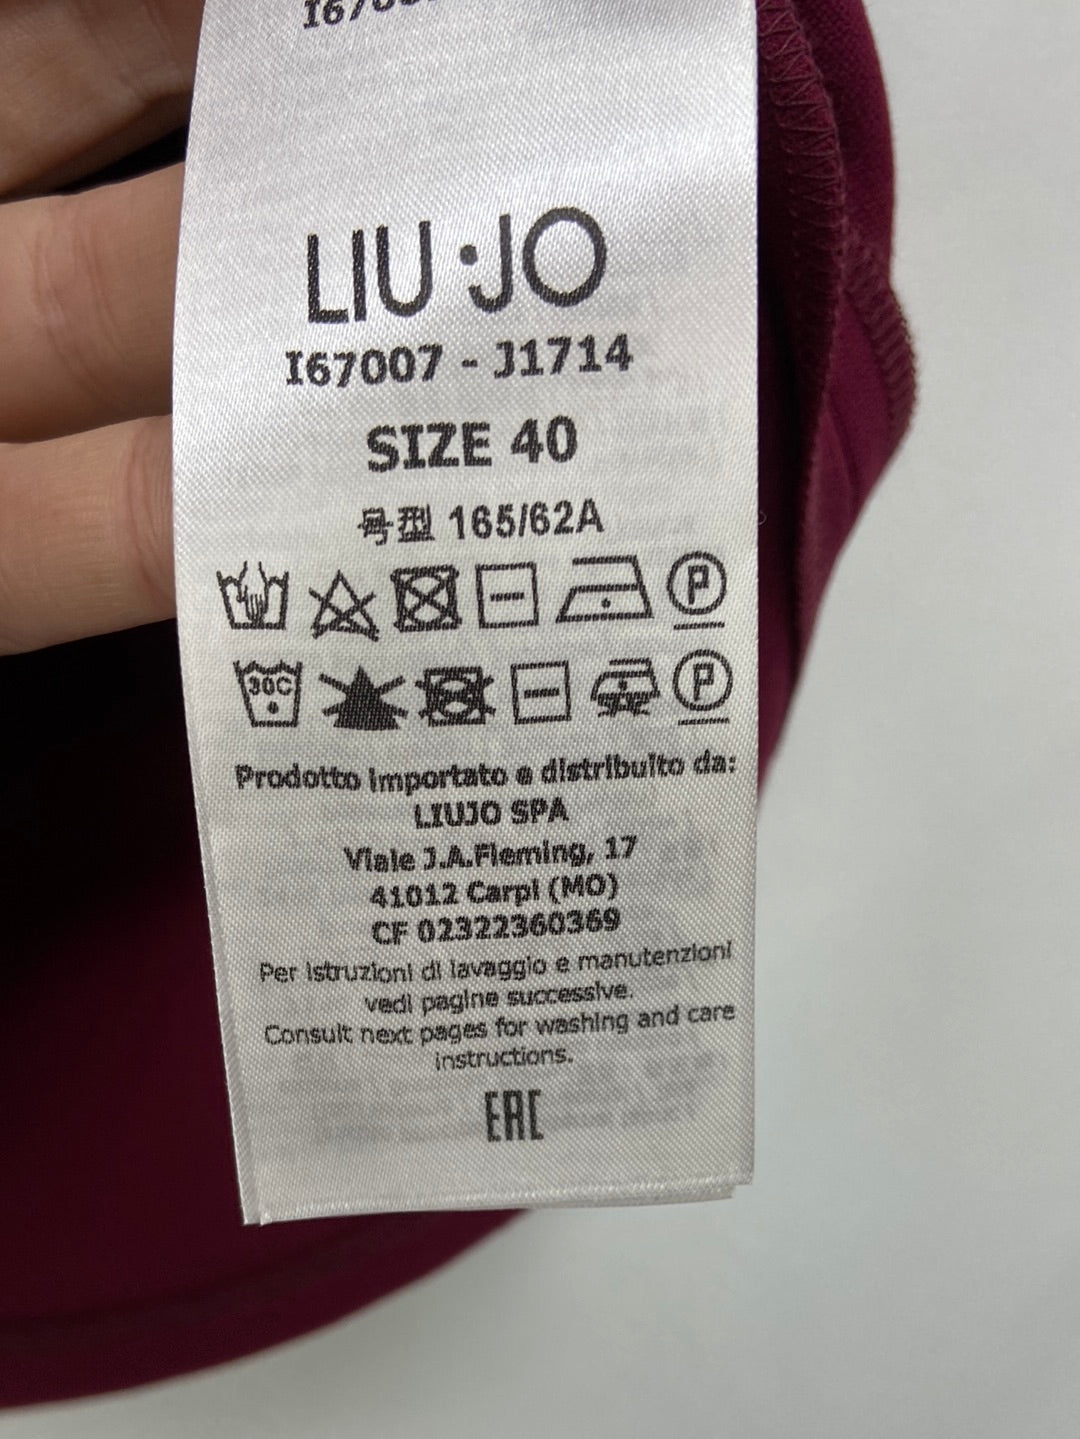 LIU·JO
I67007 - J1714
SIZE 40
号型 165/62A
P
30C P
Prodotto importato e distribuito da:
LIUJO SPA
Viale J.A.Fleming, 17
41012 Carpi (MO)
CF 02322360369
Per istruzioni di lavaggio e manutenzioni
vedi pagine successive.
Consult next pages for washing and care
instructions.
EAC